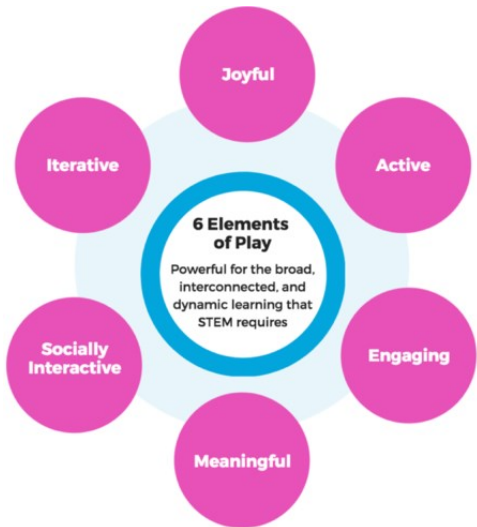 Joyful
Iterative
Active
6 Elements
of Play
Powerful for the broad,
interconnected, and
dynamic learning that
STEM requires
Socially
Interactive
Engaging
Meaningful